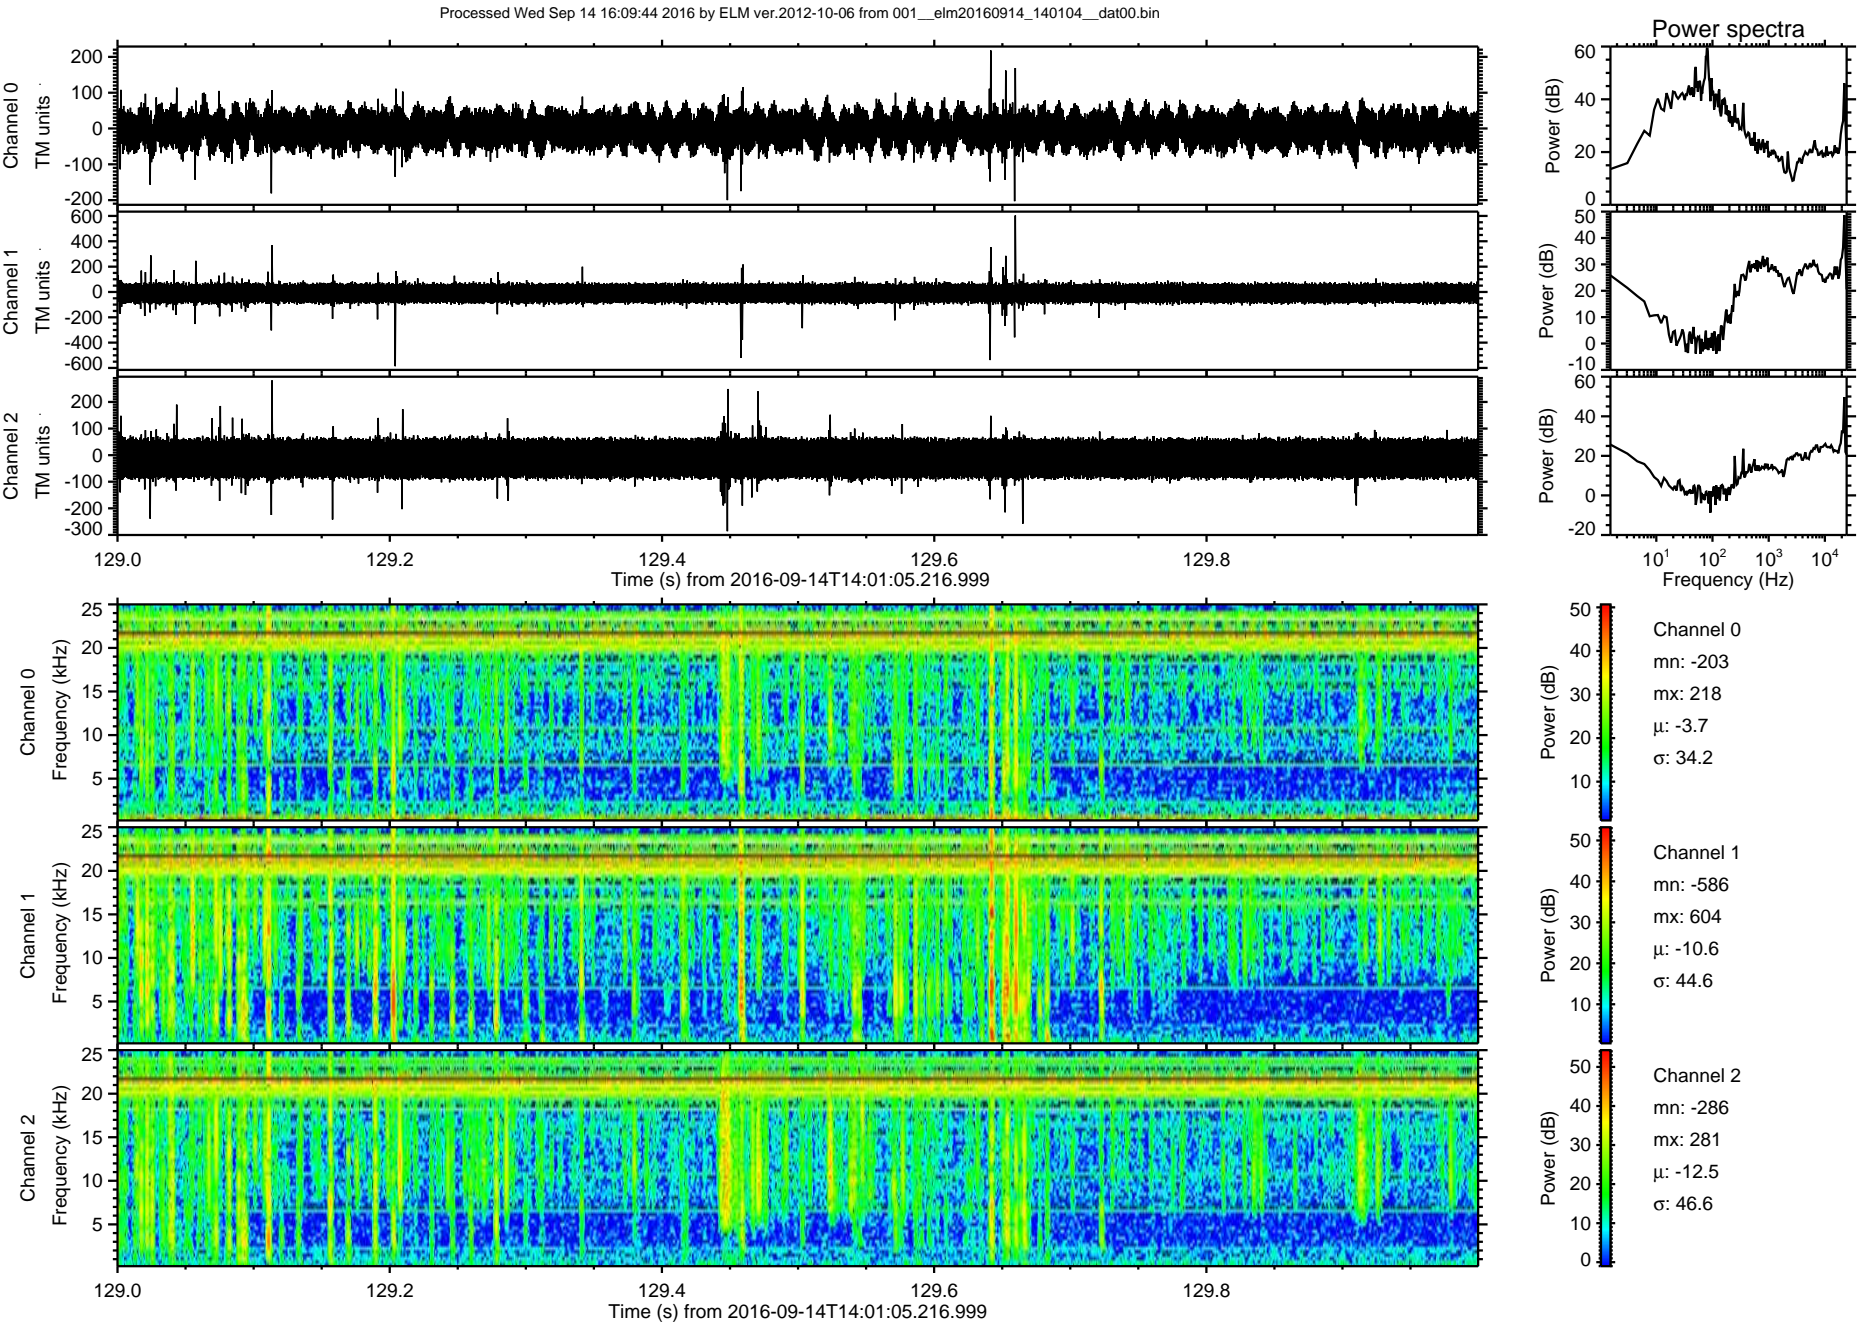 Processed Wed Sep 14 16:09:44 2016 by ELM ver.2012-10-06 from 001__elm20160914_140104__dat00.bin
Power spectra
Channel 0
TM units
200
100
0
-100
-200
Power (dB)
60
40
20
0
Channel 1
TM units
600
400
200
0
-200
-400
-600
Power (dB)
50
40
30
20
10
0
-10
Channel 2
TM units
200
100
0
-100
-200
-300
Power (dB)
60
40
20
0
-20
129.0 129.2 129.4 129.6 129.8
Time (s) from 2016-09-14T14:01:05.216.999
10¹ 10² 10³ 10⁴
Frequency (Hz)
Channel 0
Frequency (kHz)
25
20
15
10
5
Power (dB)
50
40
30
20
10
Channel 0
mn: -203
mx: 218
μ: -3.7
σ: 34.2
Channel 1
Frequency (kHz)
25
20
15
10
5
Power (dB)
50
40
30
20
10
Channel 1
mn: -586
mx: 604
μ: -10.6
σ: 44.6
Channel 2
Frequency (kHz)
25
20
15
10
5
Power (dB)
50
40
30
20
10
0
Channel 2
mn: -286
mx: 281
μ: -12.5
σ: 46.6
129.0 129.2 129.4 129.6 129.8
Time (s) from 2016-09-14T14:01:05.216.999